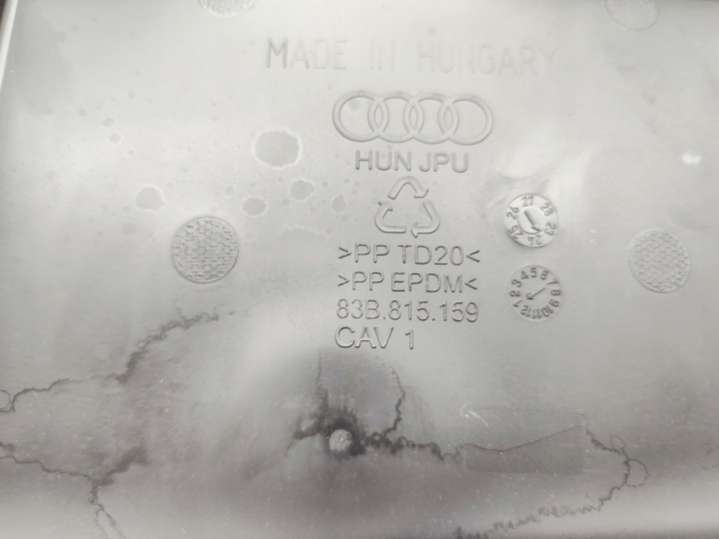 MADE IN HUNGARY
HUN JPU
>PP TD20<
>PP EPDM<
83B.815.159
CAV 1